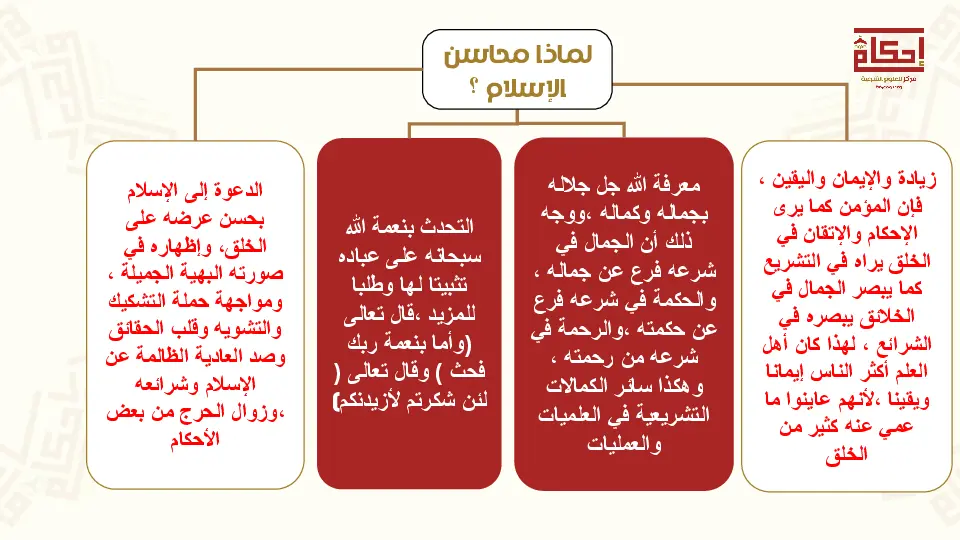 إحكام
مركز للعلوم الشرعية
لماذا محاسن
الإسلام ؟
زيادة والإيمان واليقين ،
فإن المؤمن كما يرى
الإحكام والإتقان في
الخلق يراه في التشريع
كما يبصر الجمال في
الخلائق يبصره في
الشرائع ، لهذا كان أهل
العلم أكثر الناس إيمانا
ويقينا ،لأنهم عاينوا ما
عمي عنه كثير من
الخلق
معرفة الله جل جلاله
بجماله وكماله ،ووجه
ذلك أن الجمال في
شرعه فرع عن جماله ،
والحكمة في شرعه فرع
عن حكمته ،والرحمة في
شرعه من رحمته ،
وهكذا سائر الكمالات
التشريعية في العلميات
والعمليات
التحدث بنعمة الله
سبحانه على عباده
تثبيتا لها وطلبا
للمزيد ،قال تعالى
(وأما بنعمة ربك
فحث ) وقال تعالى (
لئن شكرتم لأزيدنكم)
الدعوة إلى الإسلام
بحسن عرضه على
الخلق، وإظهاره في
صورته البهية الجميلة ،
ومواجهة حملة التشكيك
والتشويه وقلب الحقائق
وصد العادية الظالمة عن
الإسلام وشرائعه
،وزوال الحرج من بعض
الأحكام